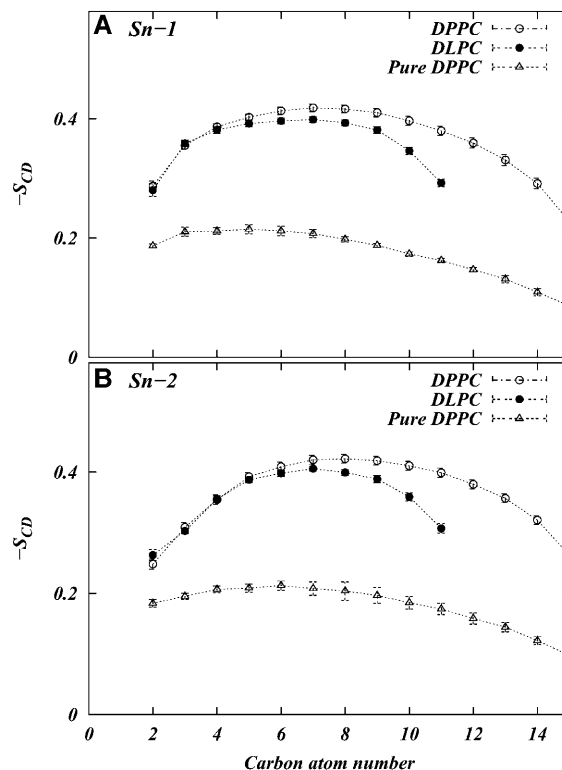 A Sn−1
DPPC
DLPC
Pure DPPC
0.4
0.2
0
−S_CD
B Sn−2
DPPC
DLPC
Pure DPPC
0.4
0.2
0
−S_CD
0 2 4 6 8 10 12 14
Carbon atom number